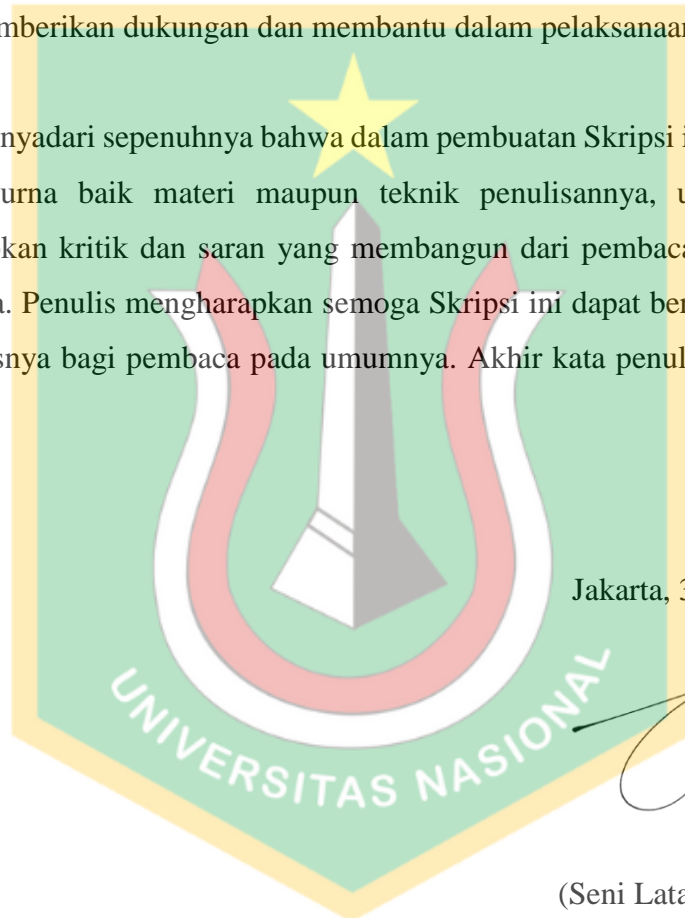 mberikan dukungan dan membantu dalam pelaksanaan
nyadari sepenuhnya bahwa dalam pembuatan Skripsi i
urna baik materi maupun teknik penulisannya, u
kan kritik dan saran yang membangun dari pembaca
a. Penulis mengharapkan semoga Skripsi ini dapat ber
snya bagi pembaca pada umumnya. Akhir kata penul
Jakarta, 3
UNIVERSITAS NASIONAL
(Seni Lata